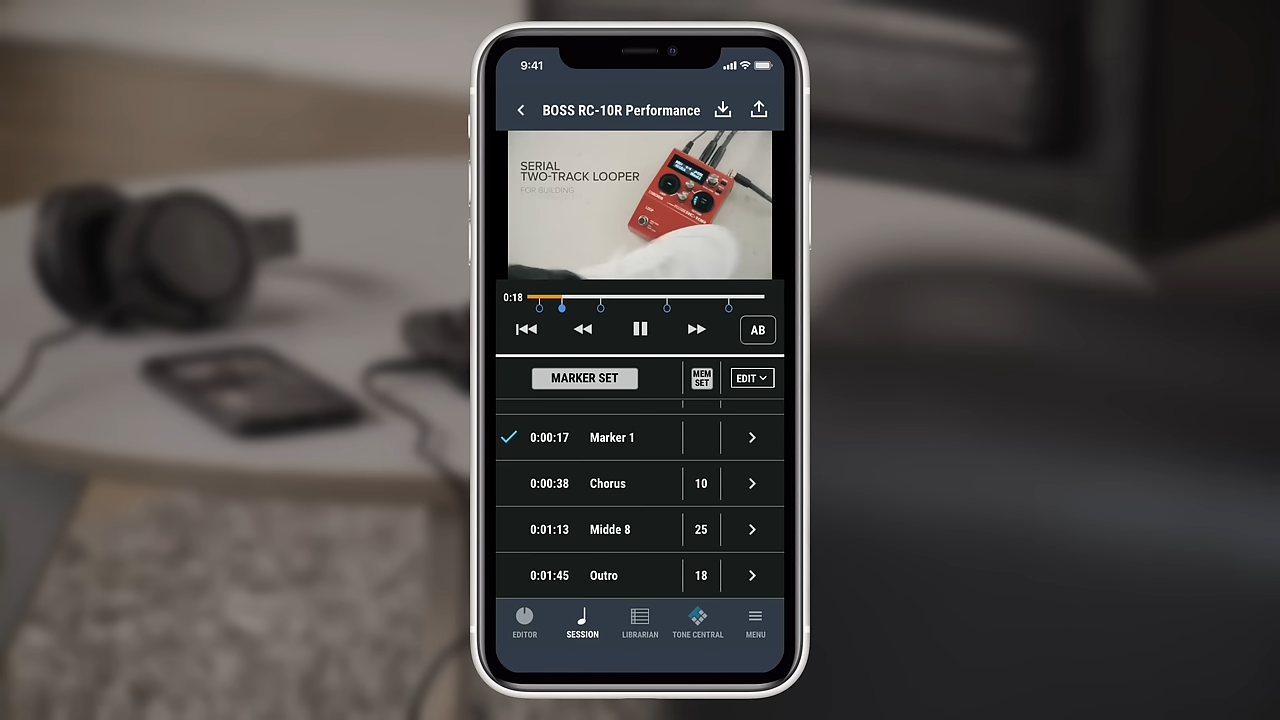 9:41
BOSS RC-10R Performance
SERIAL
TWO-TRACK LOOPER
FOR BUILDING
0:18
AB
MARKER SET
MEM
SET
EDIT
0:00:17 Marker 1
0:00:38 Chorus 10
0:01:13 Midde 8 25
0:01:45 Outro 18
EDITOR
SESSION
LIBRARIAN
TONE CENTRAL
MENU